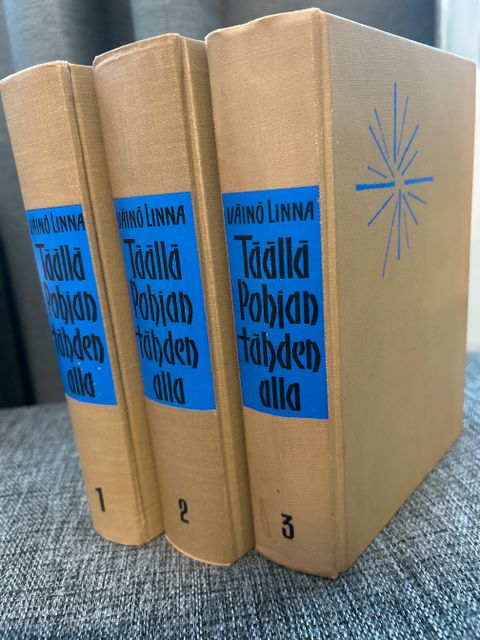 VÄINÖ LINNA
Täällä
Pohjan
tähden
alla
1
VÄINÖ LINNA
Täällä
Pohjan
tähden
alla
2
VÄINÖ LINNA
Täällä
Pohjan
tähden
alla
3